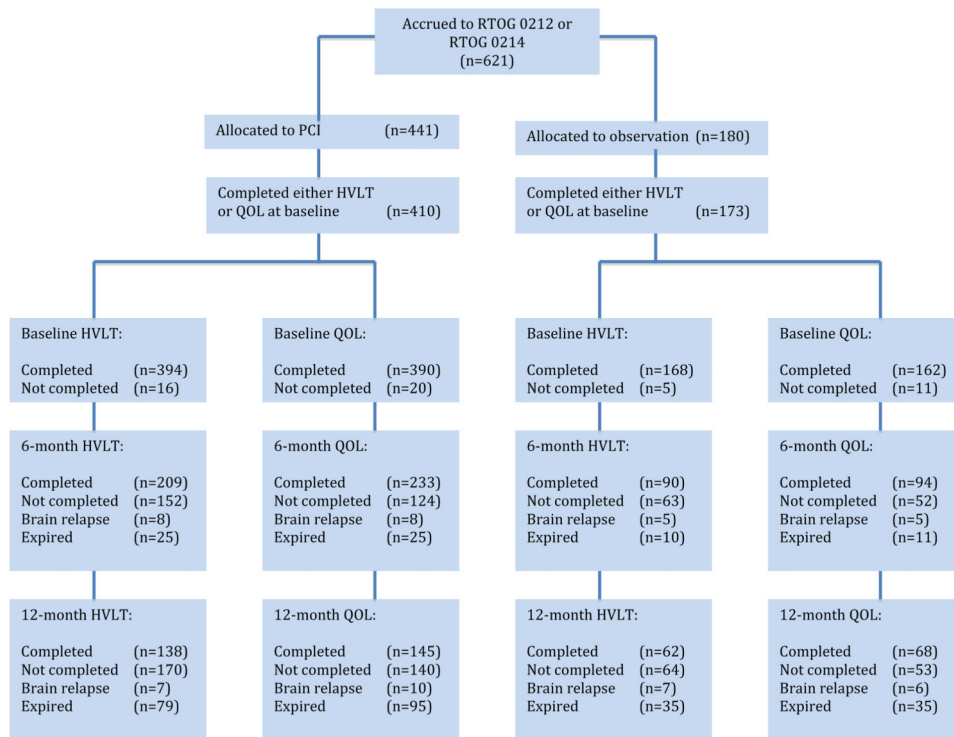 Accrued to RTOG 0212 or
RTOG 0214
(n=621)
Allocated to PCI (n=441)
Allocated to observation (n=180)
Completed either HVLT
or QOL at baseline (n=410)
Completed either HVLT
or QOL at baseline (n=173)
Baseline HVLT:
Completed (n=394)
Not completed (n=16)
Baseline QOL:
Completed (n=390)
Not completed (n=20)
Baseline HVLT:
Completed (n=168)
Not completed (n=5)
Baseline QOL:
Completed (n=162)
Not completed (n=11)
6-month HVLT:
Completed (n=209)
Not completed (n=152)
Brain relapse (n=8)
Expired (n=25)
6-month QOL:
Completed (n=233)
Not completed (n=124)
Brain relapse (n=8)
Expired (n=25)
6-month HVLT:
Completed (n=90)
Not completed (n=63)
Brain relapse (n=5)
Expired (n=10)
6-month QOL:
Completed (n=94)
Not completed (n=52)
Brain relapse (n=5)
Expired (n=11)
12-month HVLT:
Completed (n=138)
Not completed (n=170)
Brain relapse (n=7)
Expired (n=79)
12-month QOL:
Completed (n=145)
Not completed (n=140)
Brain relapse (n=10)
Expired (n=95)
12-month HVLT:
Completed (n=62)
Not completed (n=64)
Brain relapse (n=7)
Expired (n=35)
12-month QOL:
Completed (n=68)
Not completed (n=53)
Brain relapse (n=6)
Expired (n=35)